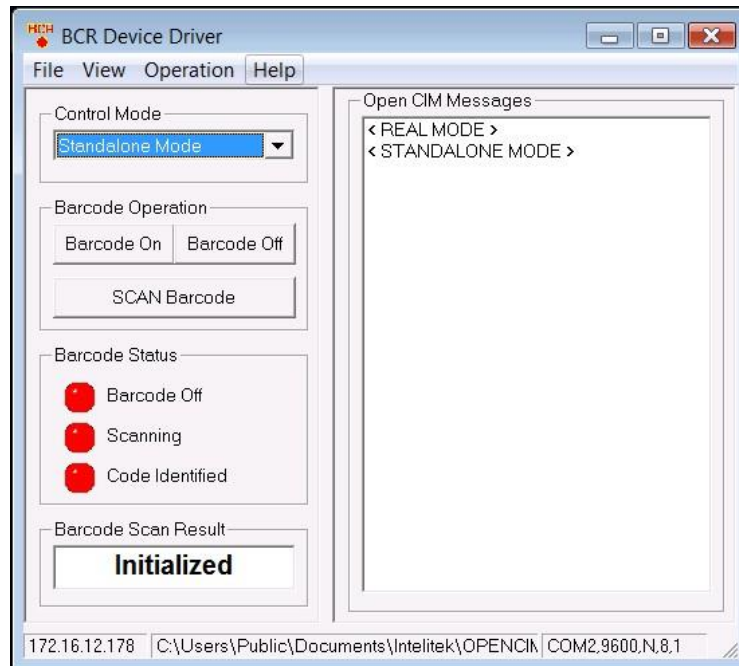 BCR Device Driver
File View Operation Help
Control Mode
Standalone Mode
Barcode Operation
Barcode On Barcode Off
SCAN Barcode
Barcode Status
Barcode Off
Scanning
Code Identified
Barcode Scan Result
Initialized
Open CIM Messages
< REAL MODE >
< STANDALONE MODE >
172.16.12.178 C:\Users\Public\Documents\Intelitek\OPENCIM COM2,9600,N,8,1